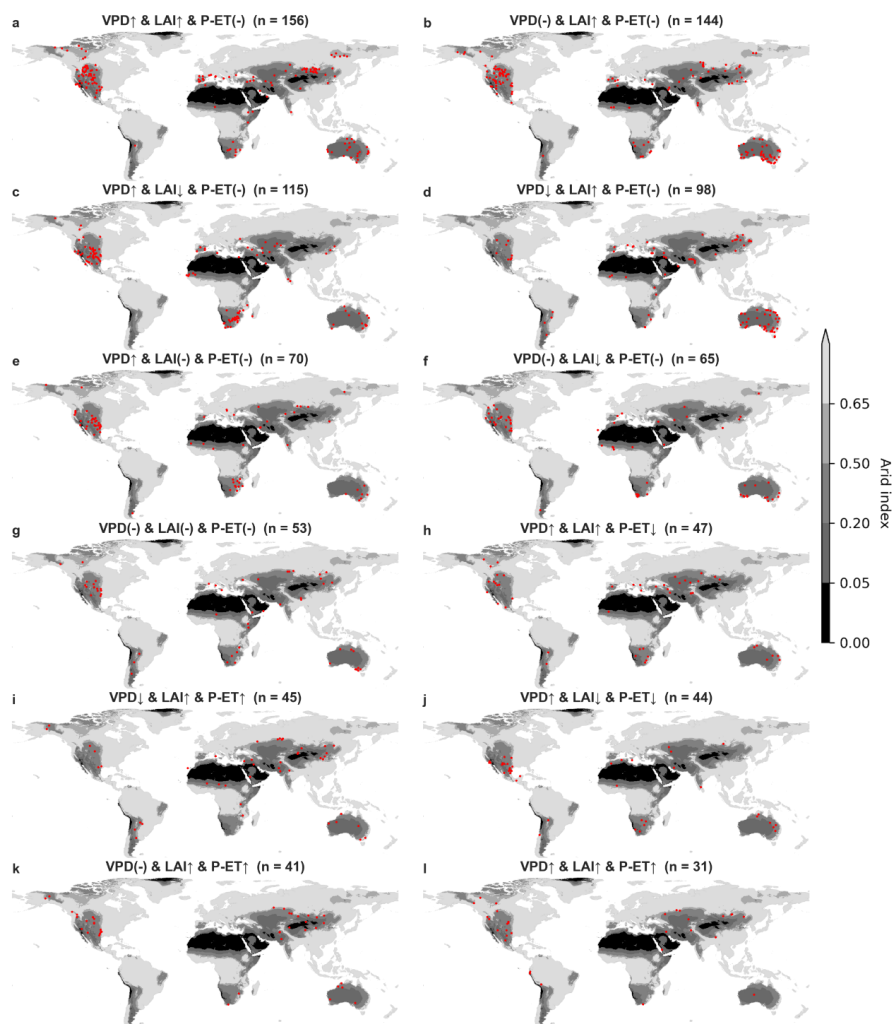 a VPD↑ & LAI↑ & P-ET(-) (n = 156)
b VPD(-) & LAI↑ & P-ET(-) (n = 144)
c VPD↑ & LAI↓ & P-ET(-) (n = 115)
d VPD↓ & LAI↑ & P-ET(-) (n = 98)
e VPD↑ & LAI(-) & P-ET(-) (n = 70)
f VPD(-) & LAI↓ & P-ET(-) (n = 65)
g VPD(-) & LAI(-) & P-ET(-) (n = 53)
h VPD↑ & LAI↑ & P-ET↓ (n = 47)
i VPD↓ & LAI↑ & P-ET↑ (n = 45)
j VPD↑ & LAI↓ & P-ET↓ (n = 44)
k VPD(-) & LAI↑ & P-ET↑ (n = 41)
l VPD↑ & LAI↑ & P-ET↑ (n = 31)
0.65
0.50
0.20
0.05
0.00
Arid index